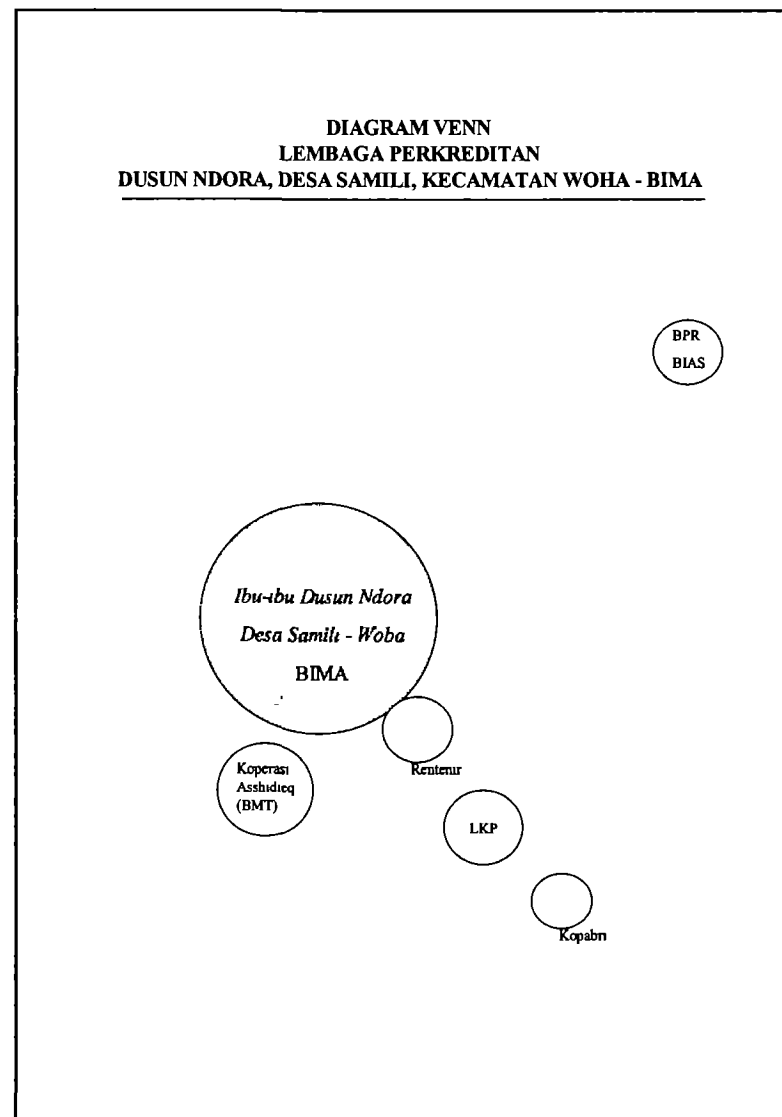 DIAGRAM VENN
LEMBAGA PERKREDITAN
DUSUN NDORA, DESA SAMILI, KECAMATAN WOHA - BIMA
BPR
BIAS
Ibu-ibu Dusun Ndora
Desa Samili - Woba
BIMA
Koperasi
Asshidieq
(BMT)
Rentenir
LKP
Kopabri